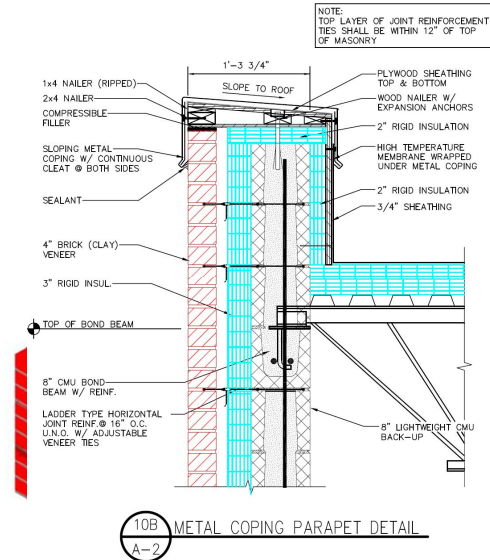 NOTE:
TOP LAYER OF JOINT REINFORCEMENT
TIES SHALL BE WITHIN 12" OF TOP
OF MASONRY
1'-3 3/4"
SLOPE TO ROOF
1x4 NAILER (RIPPED)
2x4 NAILER
COMPRESSIBLE
FILLER
SLOPING METAL
COPING W/ CONTINUOUS
CLEAT @ BOTH SIDES
SEALANT
4" BRICK (CLAY)
VENEER
3" RIGID INSUL.
TOP OF BOND BEAM
8" CMU BOND
BEAM W/ REINF.
LADDER TYPE HORIZONTAL
JOINT REINF.@ 16" O.C.
U.N.O. W/ ADJUSTABLE
VENEER TIES
PLYWOOD SHEATHING
TOP & BOTTOM
WOOD NAILER W/
EXPANSION ANCHORS
2" RIGID INSULATION
HIGH TEMPERATURE
MEMBRANE WRAPPED
UNDER METAL COPING
2" RIGID INSULATION
3/4" SHEATHING
8" LIGHTWEIGHT CMU
BACK-UP
10B
A-2
METAL COPING PARAPET DETAIL